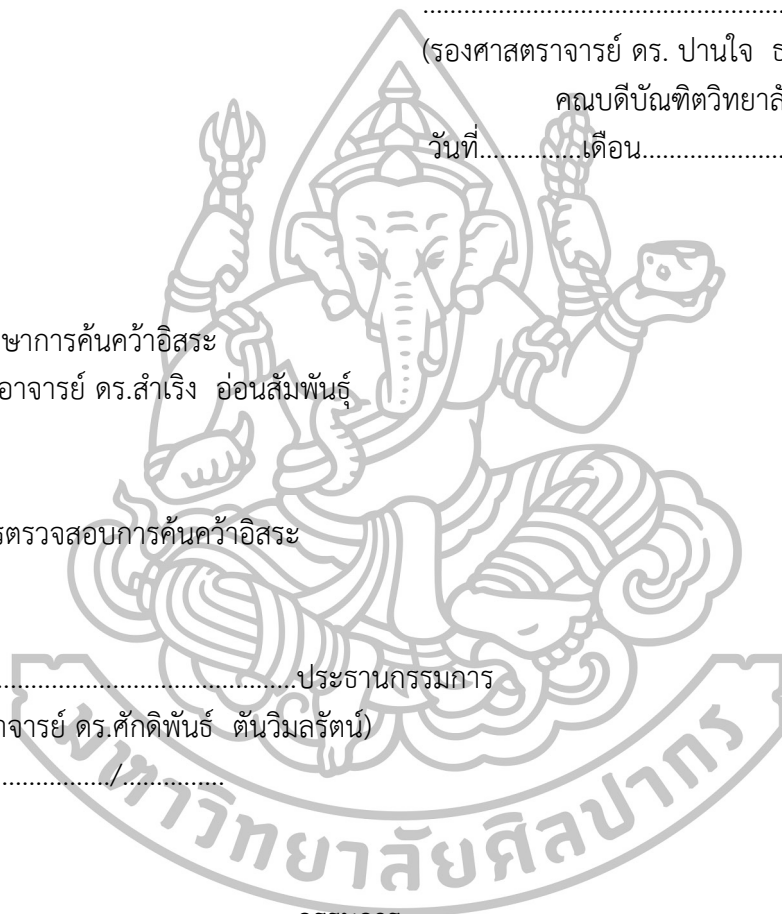 ..................................................
(รองศาสตราจารย์ ดร. ปานใจ
คณบดีบัณฑิตวิทยาลั
วันที่...............เดือน.....................
ษาการค้นคว้าอิสระ
อาจารย์ ดร.สำเริง อ่อนสัมพันธุ์
รตรวจสอบการค้นคว้าอิสระ
.............................................ประธานกรรมการ
าจารย์ ดร.ศักดิพันธ์ ตันวิมลรัตน์)
................/...............
มหาวิทยาลัยศิลปากร